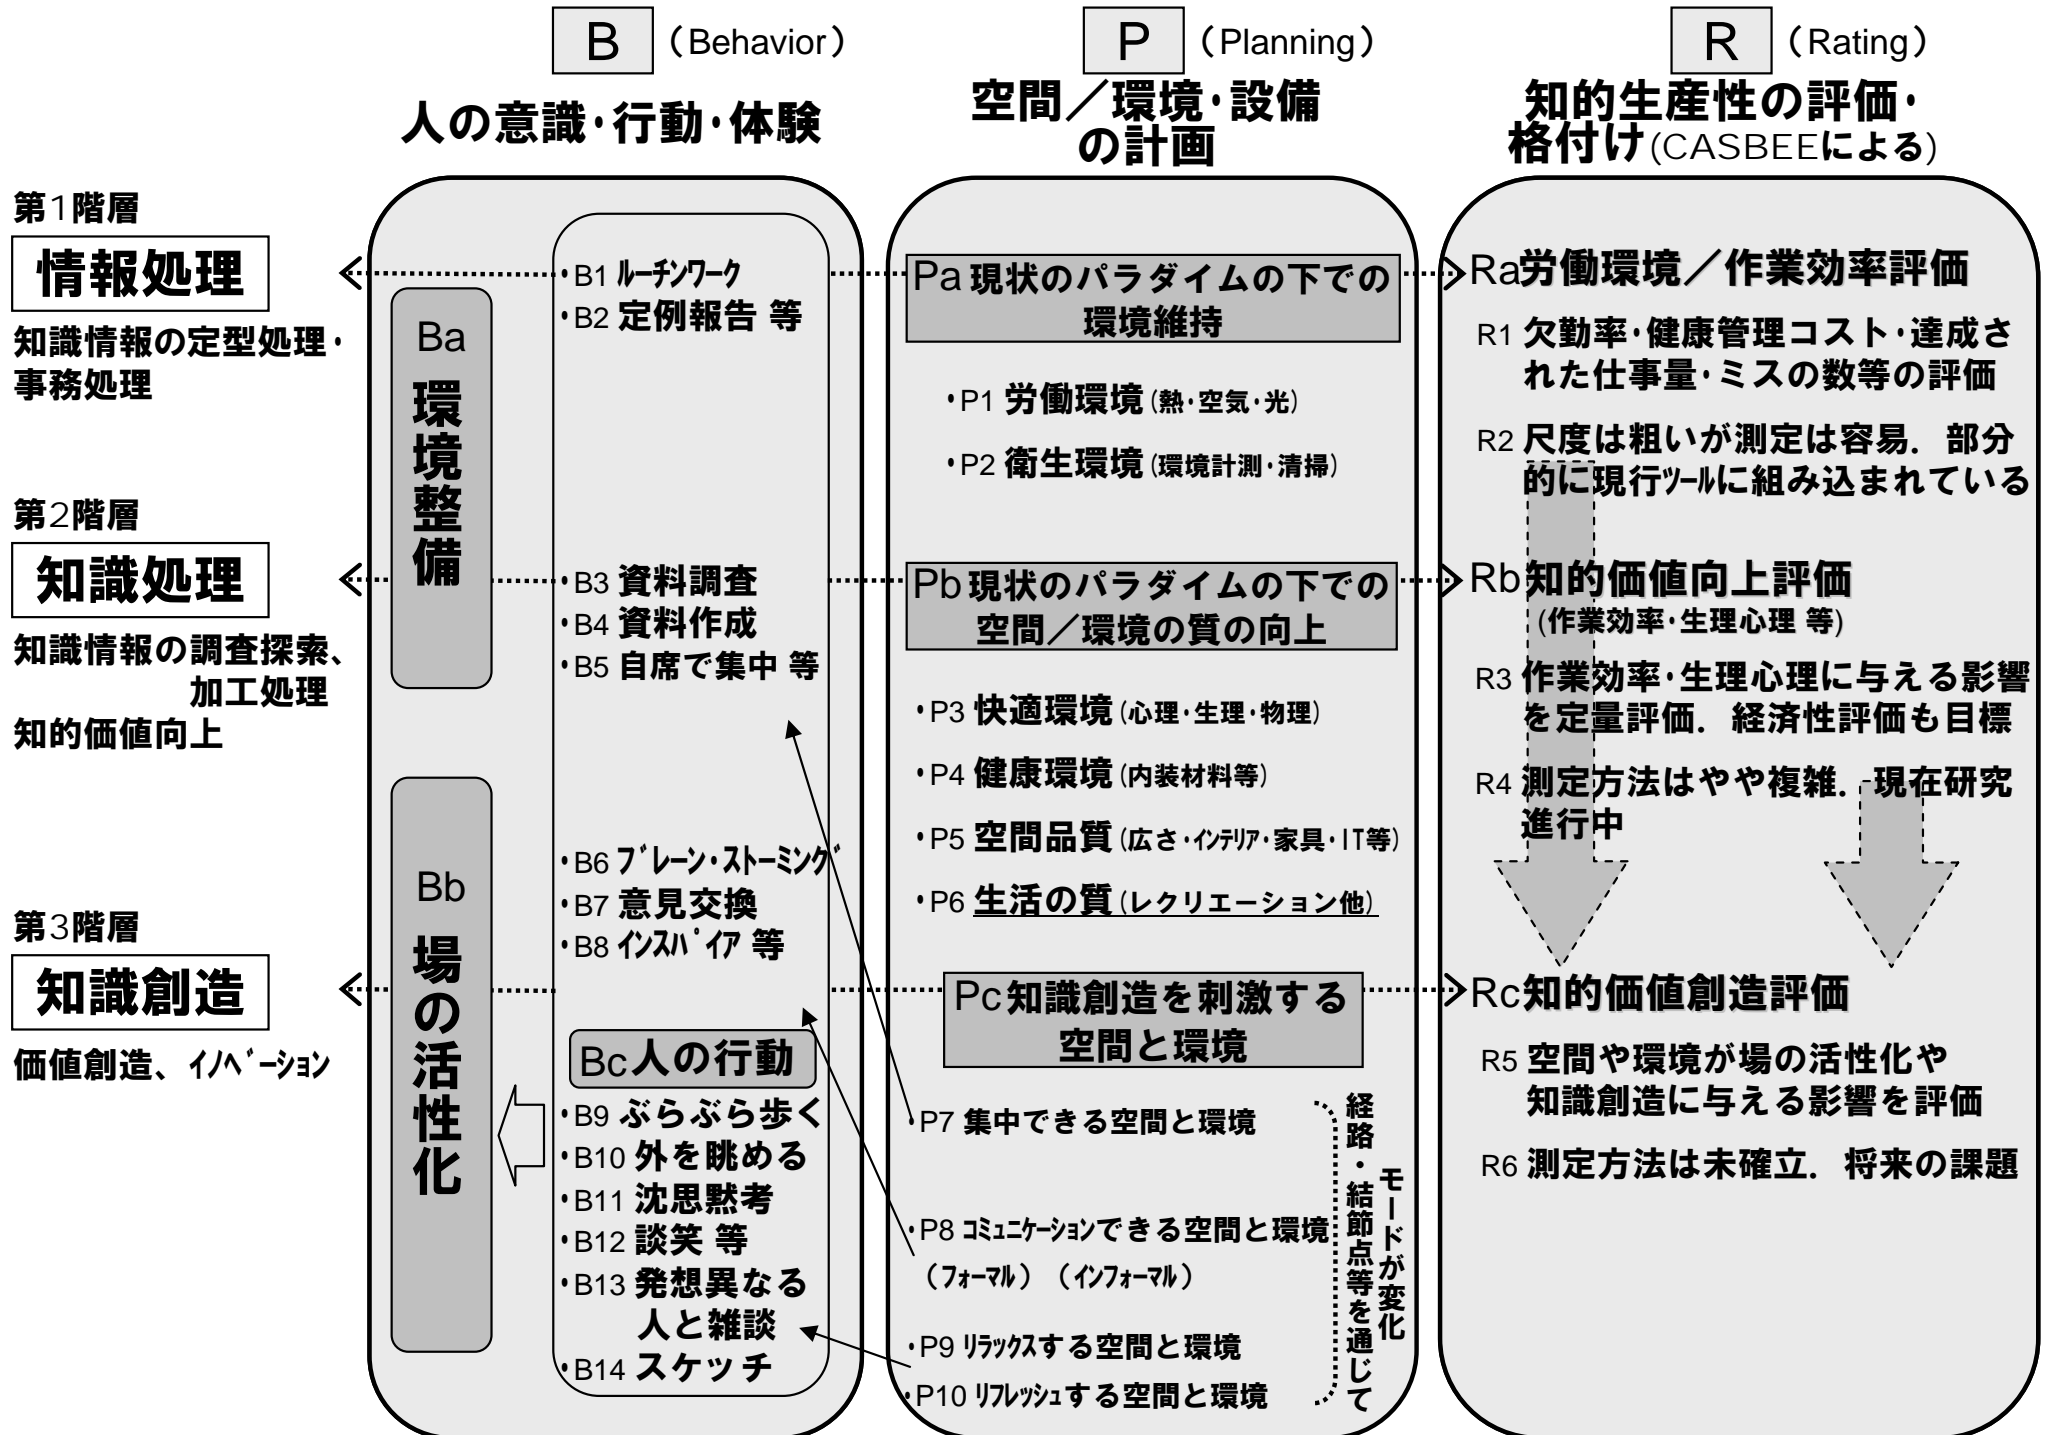 B （Behavior）
人の意識･行動･体験
P （Planning）
空間／環境･設備
の計画
R （Rating）
知的生産性の評価･
格付け(CASBEEによる)
第1階層
情報処理
知識情報の定型処理･
事務処理
第2階層
知識処理
知識情報の調査探索、
加工処理
知的価値向上
第3階層
知識創造
価値創造、ｲﾉﾍﾞｰｼｮﾝ
Ba
環境整備
Bb
場の活性化
･B1 ﾙｰﾁﾝﾜｰｸ
･B2 定例報告 等
･B3 資料調査
･B4 資料作成
･B5 自席で集中 等
･B6 ﾌﾞﾚｰﾝ･ｽﾄｰﾐﾝｸﾞ
･B7 意見交換
･B8 ｲﾝｽﾊﾟｲｱ 等
Bc人の行動
･B9 ぶらぶら歩く
･B10 外を眺める
･B11 沈思黙考
･B12 談笑 等
･B13 発想異なる
人と雑談
･B14 スケッチ
Pa 現状のパラダイムの下での
環境維持
･P1 労働環境(熱･空気･光)
･P2 衛生環境(環境計測･清掃)
Pb 現状のパラダイムの下での
空間／環境の質の向上
･P3 快適環境(心理･生理･物理)
･P4 健康環境(内装材料等)
･P5 空間品質(広さ･ｲﾝﾃﾘｱ･家具･IT等)
･P6 生活の質(レクリエーション他)
Pc知識創造を刺激する
空間と環境
･P7 集中できる空間と環境
･P8 ｺﾐｭﾆｹｰｼｮﾝできる空間と環境
（ﾌｫｰﾏﾙ）（ｲﾝﾌｫｰﾏﾙ）
･P9 ﾘﾗｯｸｽする空間と環境
･P10 ﾘﾌﾚｯｼｭする空間と環境
経路・結節点等を通じて
モードが変化
Ra労働環境／作業効率評価
R1 欠勤率･健康管理コスト･達成さ
れた仕事量･ミスの数等の評価
R2 尺度は粗いが測定は容易．部分
的に現行ﾂｰﾙに組み込まれている
Rb知的価値向上評価
(作業効率･生理心理 等)
R3 作業効率･生理心理に与える影響
を定量評価．経済性評価も目標
R4 測定方法はやや複雑．現在研究
進行中
Rc知的価値創造評価
R5 空間や環境が場の活性化や
知識創造に与える影響を評価
R6 測定方法は未確立．将来の課題